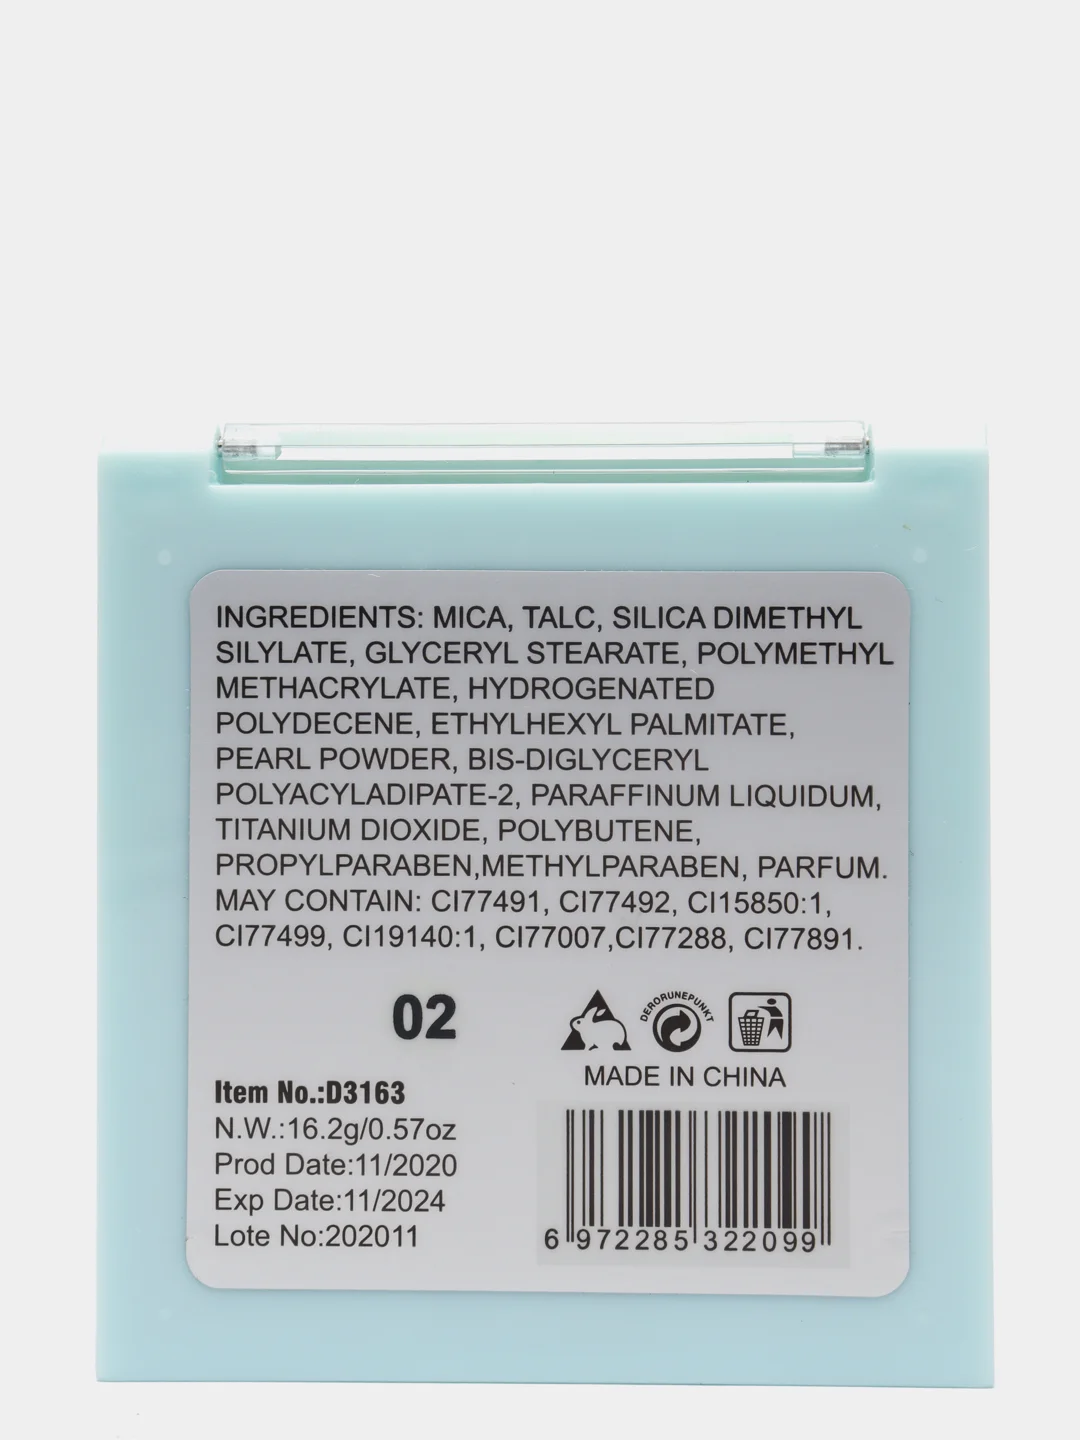 INGREDIENTS: MICA, TALC, SILICA DIMETHYL
SILYLATE, GLYCERYL STEARATE, POLYMETHYL
METHACRYLATE, HYDROGENATED
POLYDECENE, ETHYLHEXYL PALMITATE,
PEARL POWDER, BIS-DIGLYCERYL
POLYACYLADIPATE-2, PARAFFINUM LIQUIDUM,
TITANIUM DIOXIDE, POLYBUTENE,
PROPYLPARABEN,METHYLPARABEN, PARFUM.
MAY CONTAIN: CI77491, CI77492, CI15850:1,
CI77499, CI19140:1, CI77007,CI77288, CI77891.
02
DERORUNEPUNKT
MADE IN CHINA
Item No.:D3163
N.W.:16.2g/0.57oz
Prod Date:11/2020
Exp Date:11/2024
Lote No:202011
6 972285 322099